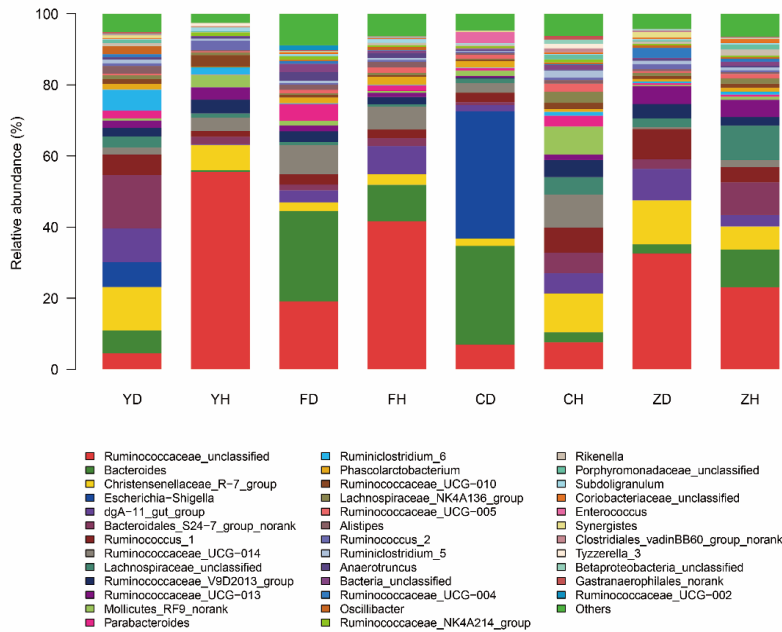 100
80
60
40
20
0
Relative abundance (%)
YD YH FD FH CD CH ZD ZH
Ruminococcaceae_unclassified
Bacteroides
Christensenellaceae_R-7_group
Escherichia-Shigella
dgA-11_gut_group
Bacteroidales_S24-7_group_norank
Ruminococcus_1
Ruminococcaceae_UCG-014
Lachnospiraceae_unclassified
Ruminococcaceae_V9D2013_group
Ruminococcaceae_UCG-013
Mollicutes_RF9_norank
Parabacteroides
Ruminiclostridium_6
Phascolarctobacterium
Ruminococcaceae_UCG-010
Lachnospiraceae_NK4A136_group
Ruminococcaceae_UCG-005
Alistipes
Ruminococcus_2
Ruminiclostridium_5
Anaerotruncus
Bacteria_unclassified
Ruminococcaceae_UCG-004
Oscillibacter
Ruminococcaceae_NK4A214_group
Rikenella
Porphyromonadaceae_unclassified
Subdoligranulum
Coriobacteriaceae_unclassified
Enterococcus
Synergistes
Clostridiales_vadinBB60_group_norank
Tyzzerella_3
Betaproteobacteria_unclassified
Gastranaerophilales_norank
Ruminococcaceae_UCG-002
Others